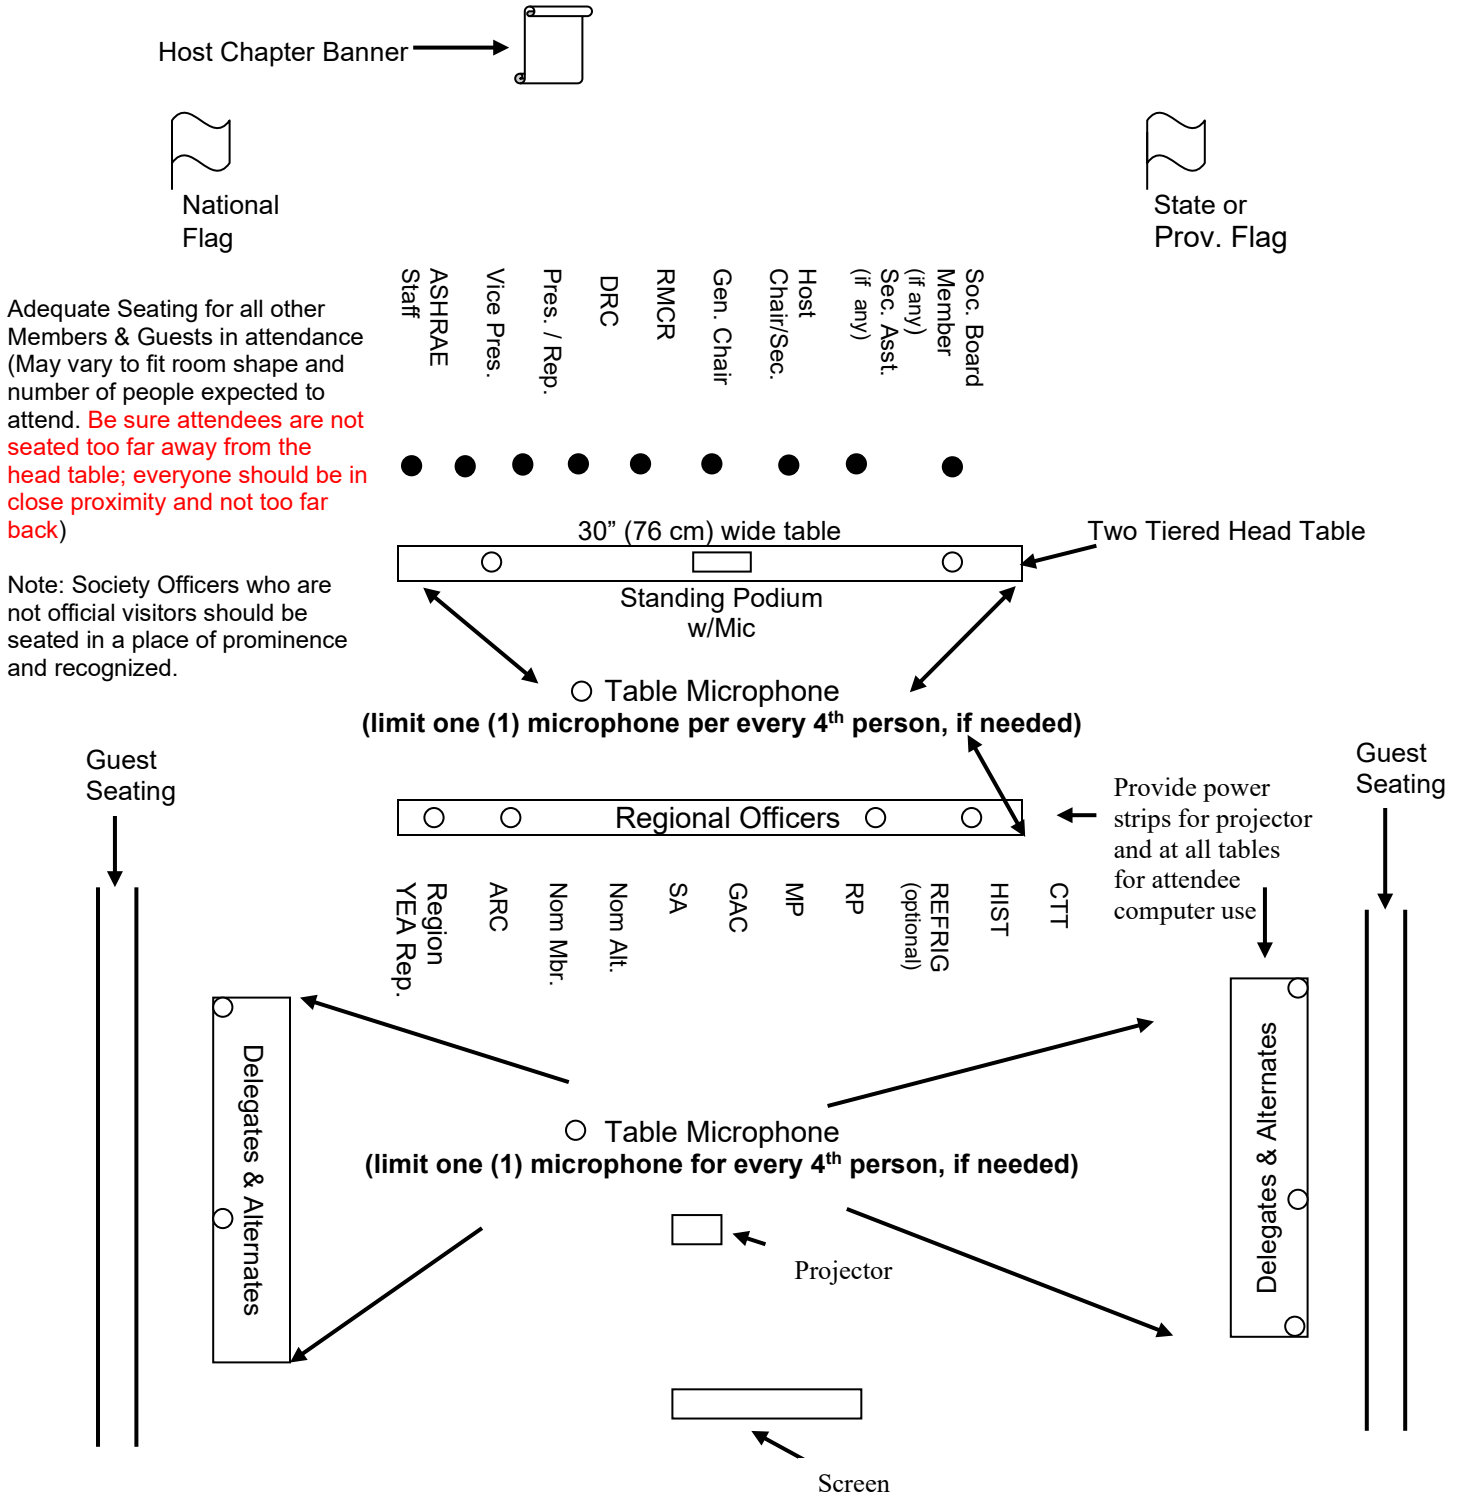 Host Chapter Banner
National
Flag
State or
Prov. Flag
ASHRAE
Staff
Vice Pres.
Pres. / Rep.
DRC
RMCR
Gen. Chair
Host
Chair/Sec.
Sec. Asst.
(if any)
Soc. Board
Member
(if any)
Adequate Seating for all other
Members & Guests in attendance
(May vary to fit room shape and
number of people expected to
attend. Be sure attendees are not
seated too far away from the
head table; everyone should be in
close proximity and not too far
back)
Note: Society Officers who are
not official visitors should be
seated in a place of prominence
and recognized.
30” (76 cm) wide table
Two Tiered Head Table
Standing Podium
w/Mic
Table Microphone
(limit one (1) microphone per every 4th person, if needed)
Guest
Seating
Guest
Seating
Regional Officers
Provide power
strips for projector
and at all tables
for attendee
computer use
Region
YEA Rep.
ARC
Nom Mbr.
Nom Alt.
SA
GAC
MP
RP
REFRIG
(optional)
HIST
CTT
Delegates & Alternates
Delegates & Alternates
Table Microphone
(limit one (1) microphone for every 4th person, if needed)
Projector
Screen